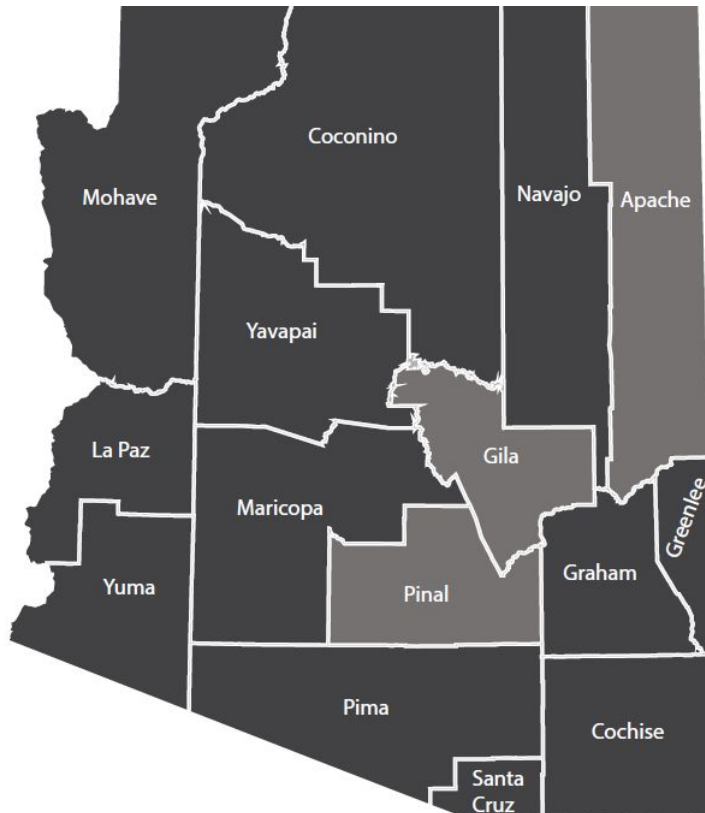 Coconino
Mohave
Navajo
Apache
Yavapai
La Paz
Gila
Maricopa
Greenlee
Yuma
Graham
Pinal
Pima
Cochise
Santa
Cruz